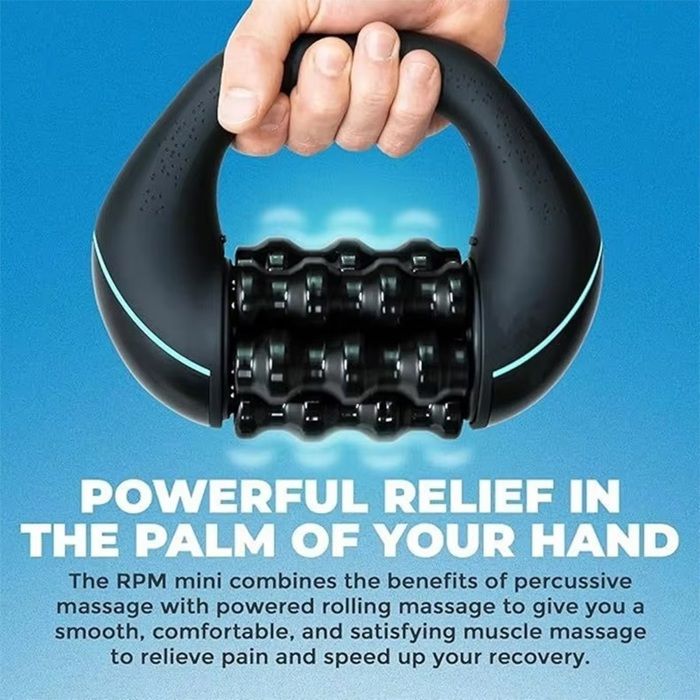 POWERFUL RELIEF IN
THE PALM OF YOUR HAND
The RPM mini combines the benefits of percussive
massage with powered rolling massage to give you a
smooth, comfortable, and satisfying muscle massage
to relieve pain and speed up your recovery.